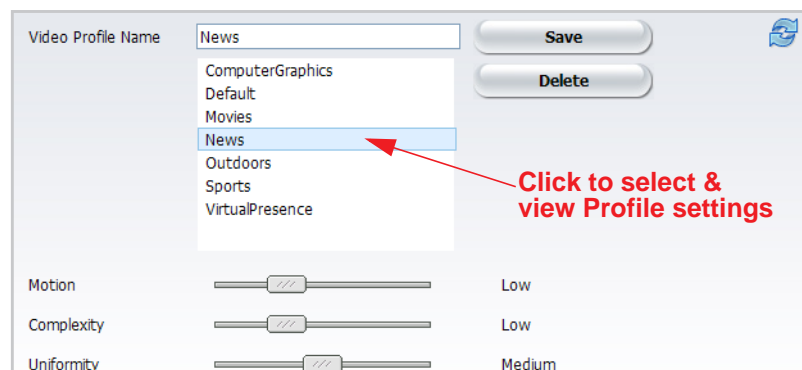 Video Profile Name News Save
ComputerGraphics
Delete
Default
Movies
News
Outdoors
Sports
VirtualPresence
Click to select &
view Profile settings
Motion Low
Complexity Low
Uniformity Medium